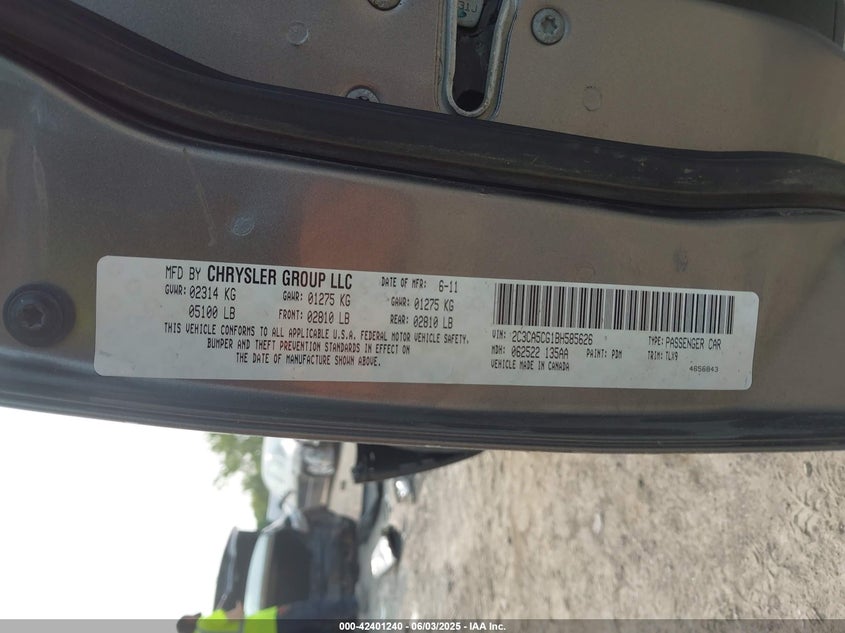 31J
MFD BY CHRYSLER GROUP LLC DATE OF MFR: 6-11
GVWR: 02314 KG GAWR: 01275 KG GAWR: 01275 KG
05100 LB FRONT: 02810 LB REAR: 02810 LB
THIS VEHICLE CONFORMS TO ALL APPLICABLE U.S.A. FEDERAL MOTOR VEHICLE SAFETY,
BUMPER AND THEFT PREVENTION STANDARDS IN EFFECT ON
THE DATE OF MANUFACTURE SHOWN ABOVE.
VIN: 2C3CA5CG1BH585626 TYPE: PASSENGER CAR
MDH: 062522 135AA PAINT: PDM TRIM: TLX9
VEHICLE MADE IN CANADA 4656843
000-42401240 - 06/03/2025 - IAA Inc.